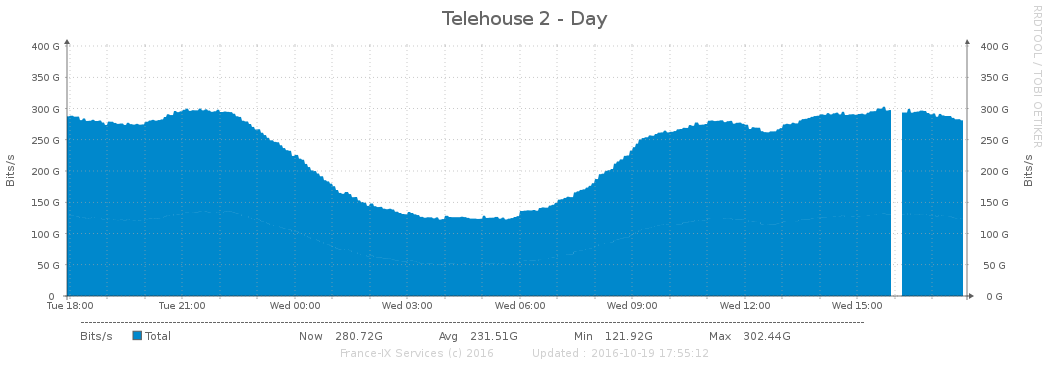 Telehouse 2 - Day
RRDTOOL / TOBI OETIKER
Bits/s
400 G 400 G
350 G 350 G
300 G 300 G
250 G 250 G
200 G 200 G
150 G 150 G
100 G 100 G
50 G 50 G
0 0 G
Bits/s
Tue 18:00 Tue 21:00 Wed 00:00 Wed 03:00 Wed 06:00 Wed 09:00 Wed 12:00 Wed 15:00
Bits/s Total Now 280.72G Avg 231.51G Min 121.92G Max 302.44G
France-IX Services (c) 2016 Updated : 2016-10-19 17:55:12